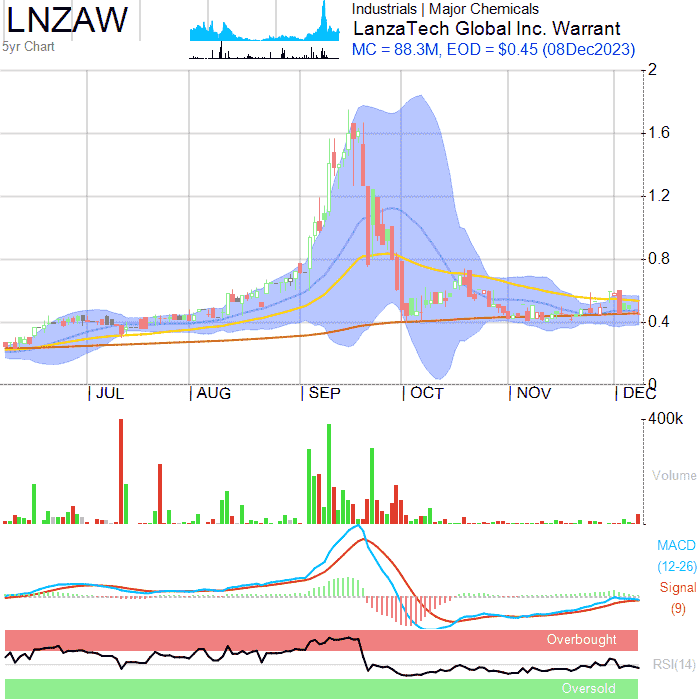 LNZAW
5yr Chart
Industrials | Major Chemicals
LanzaTech Global Inc. Warrant
MC = 88.3M, EOD = $0.45 (08Dec2023)
2
1.6
1.2
0.8
0.4
0
JUL AUG SEP OCT NOV DEC
400k
Volume
MACD
(12-26)
Signal
(9)
Overbought
RSI(14)
Oversold